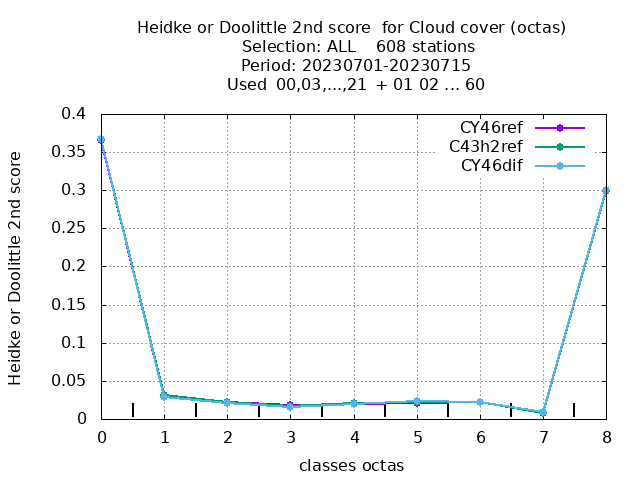 Heidke or Doolittle 2nd score  for Cloud cover (octas)
Selection: ALL    608 stations
Period: 20230701-20230715
Used  00,03,...,21  + 01 02 ... 60
Heidke or Doolittle 2nd score
0.4
0.35
0.3
0.25
0.2
0.15
0.1
0.05
0
CY46ref
C43h2ref
CY46dif
0 1 2 3 4 5 6 7 8
classes octas